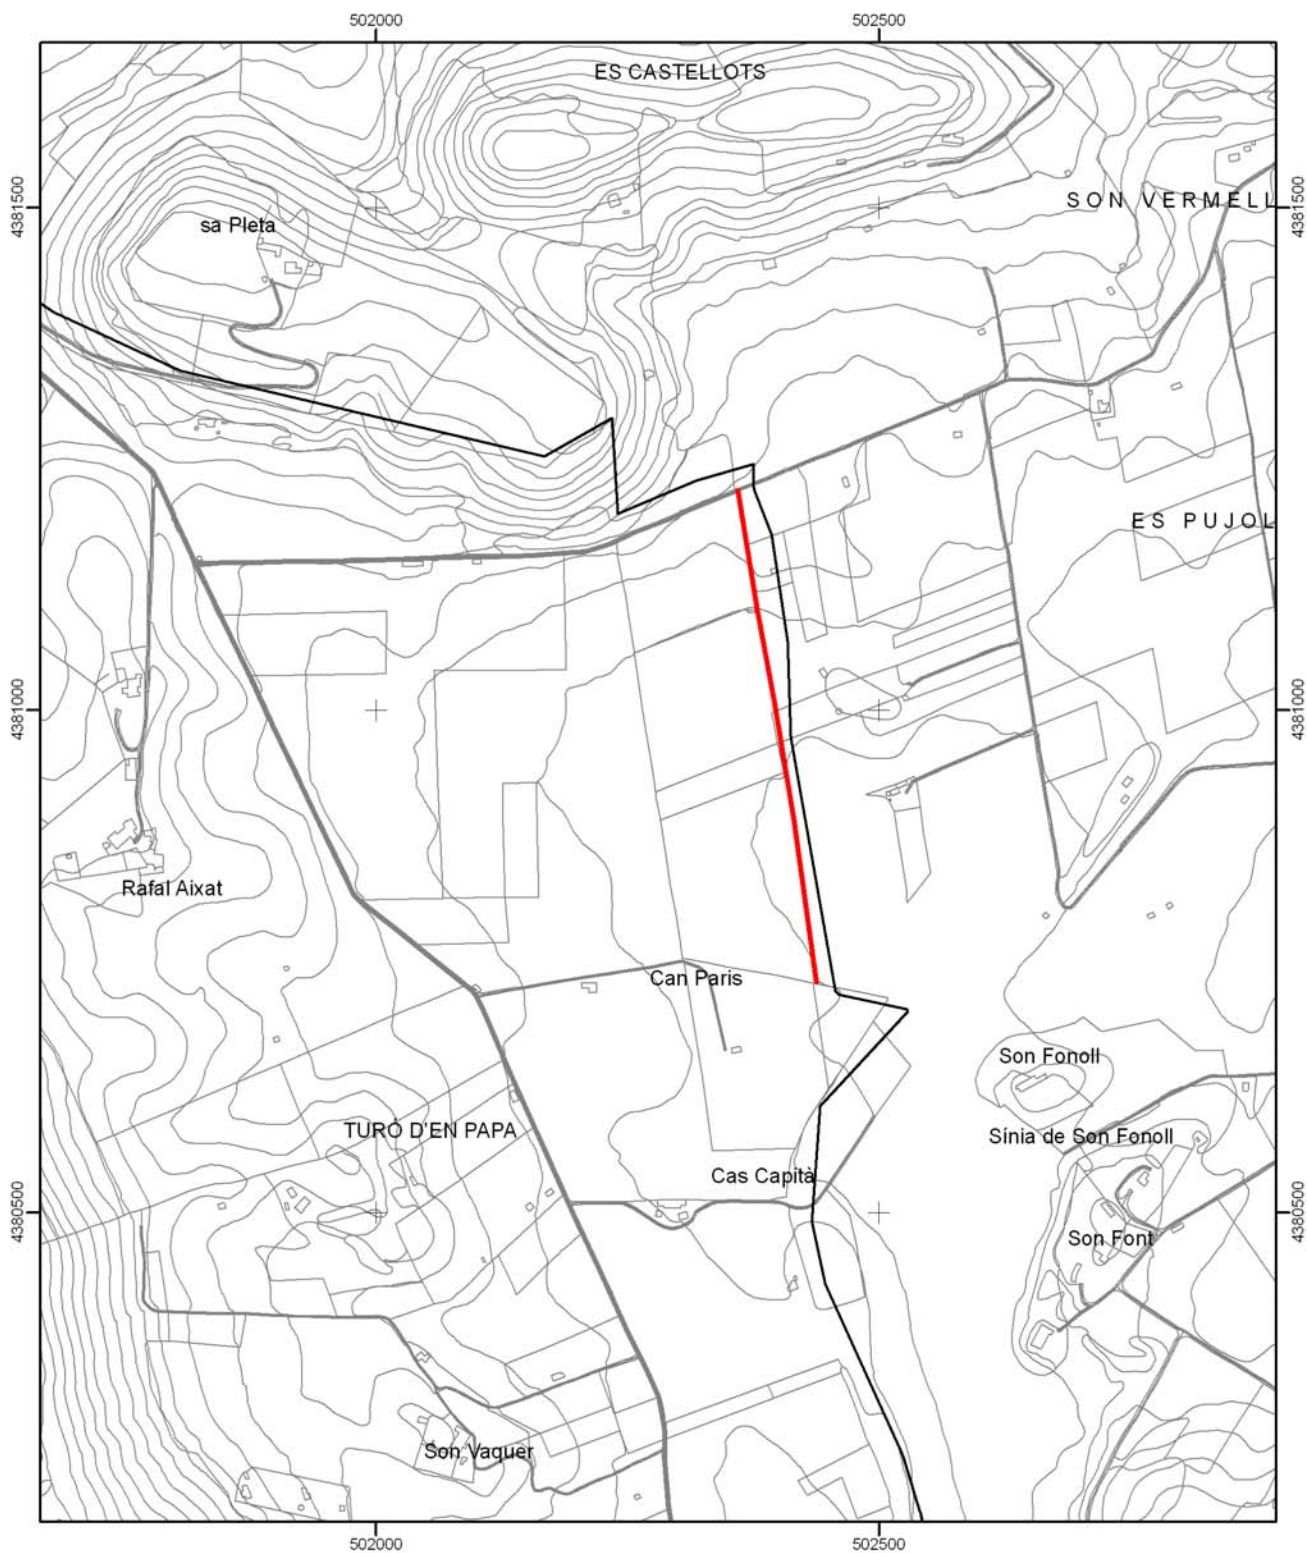 502000
502500
ES CASTELLOTS
4381500
sa Pleta
SON VERMELL
4381500
ES PUJOL
4381000
4381000
Rafal Aixat
Can Paris
Son Fonoll
TURÓ D'EN PAPA
Sínia de Son Fonoll
Cas Capità
4380500
4380500
Son Font
Son Vaquer
502000
502500